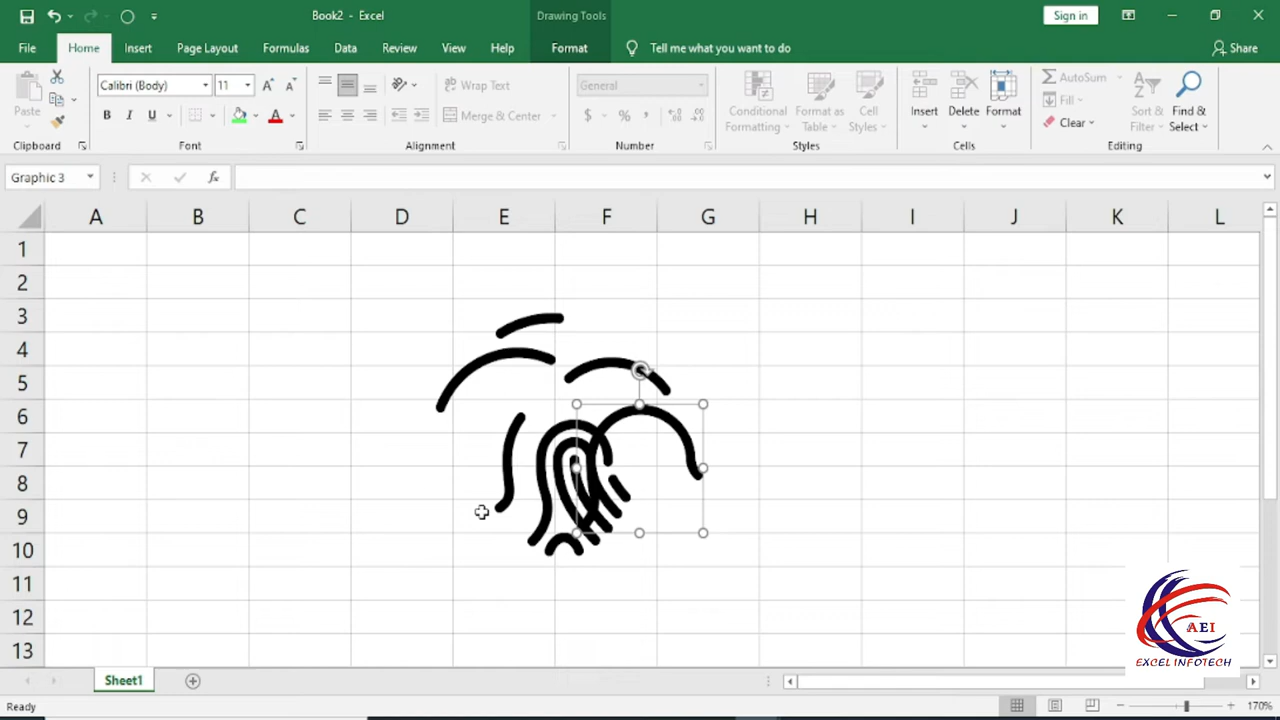 Book2 - Excel
Drawing Tools
Sign in
File
Home
Insert
Page Layout
Formulas
Data
Review
View
Help
Format
Tell me what you want to do
Share
Paste
Calibri (Body)
11
B I U
A A
Wrap Text
Merge & Center
General
$ % ,
Conditional
Formatting
Format as
Table
Cell
Styles
Insert
Delete
Format
AutoSum
Fill
Clear
Sort &
Filter
Find &
Select
Clipboard
Font
Alignment
Number
Styles
Cells
Editing
Graphic 3
fx
A B C D E F G H I J K L
1
2
3
4
5
6
7
8
9
10
11
12
13
AEI
EXCEL INFOTECH
Sheet1
Ready
170%